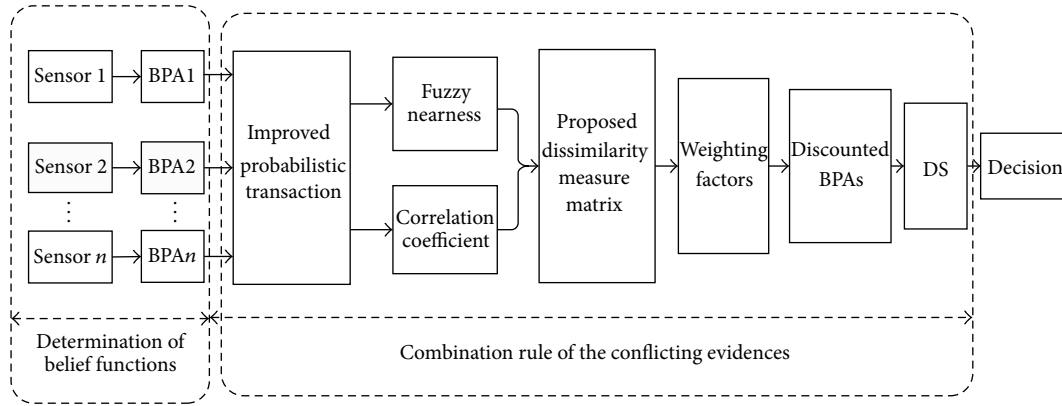 Sensor 1
BPA1
Sensor 2
BPA2
⋮
⋮
Sensor n
BPAn
Improved
probabilistic
transaction
Fuzzy
nearness
Correlation
coefficient
Proposed
dissimilarity
measure
matrix
Weighting
factors
Discounted
BPAs
DS
Decision
Determination of
belief functions
Combination rule of the conflicting evidences